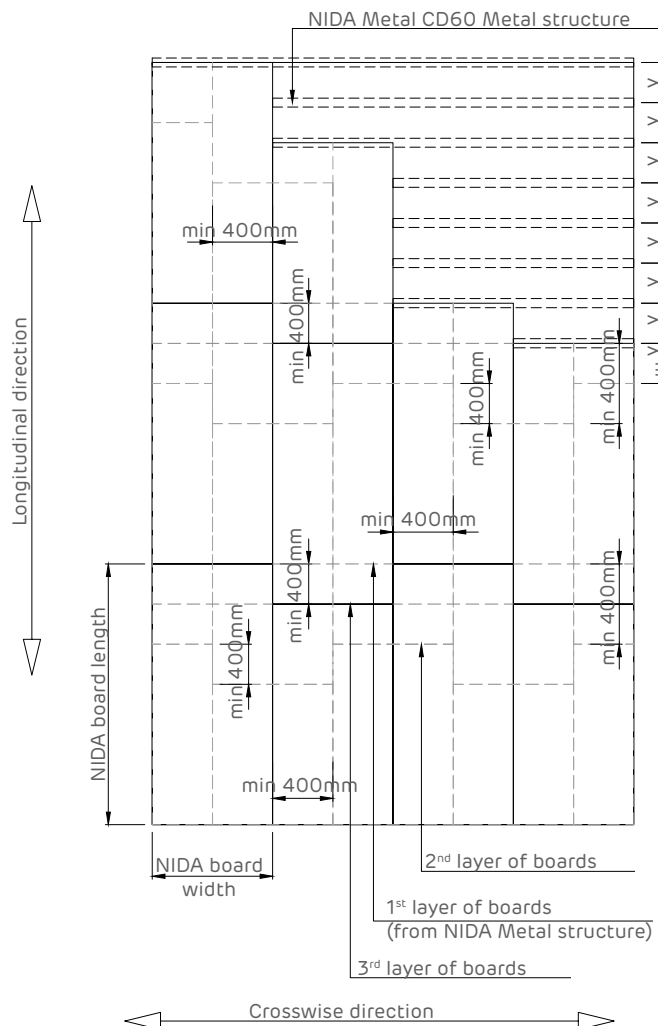 NIDA Metal CD60 Metal structure
V
V
V
V
V
V
V
V
...
Longitudinal direction
min 400mm
min 400mm
min 400mm
min 400mm
min 400mm
min 400mm
min 400mm
min 400mm
min 400mm
NIDA board length
NIDA board
width
2nd layer of boards
1st layer of boards
(from NIDA Metal structure)
3rd layer of boards
Crosswise direction